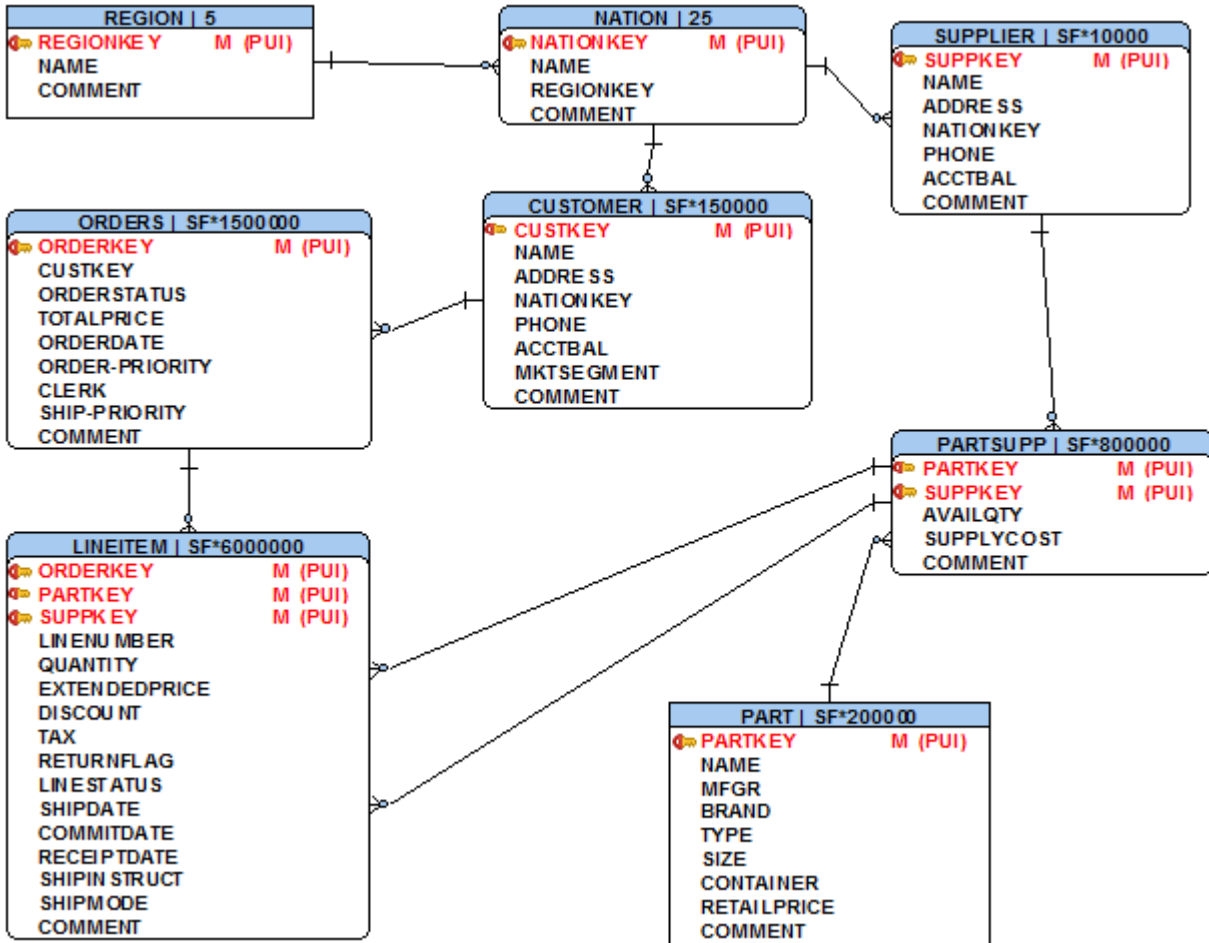 REGION | 5
REGIONKEY M (PUI)
NAME
COMMENT
NATION | 25
NATIONKEY M (PUI)
NAME
REGIONKEY
COMMENT
SUPPLIER | SF*10000
SUPPKEY M (PUI)
NAME
ADDRESS
NATIONKEY
PHONE
ACCTBAL
COMMENT
ORDERS | SF*1500000
ORDERKEY M (PUI)
CUSTKEY
ORDERSTATUS
TOTALPRICE
ORDERDATE
ORDER-PRIORITY
CLERK
SHIP-PRIORITY
COMMENT
CUSTOMER | SF*150000
CUSTKEY M (PUI)
NAME
ADDRESS
NATIONKEY
PHONE
ACCTBAL
MKTSEGMENT
COMMENT
PARTSUPP | SF*800000
PARTKEY M (PUI)
SUPPKEY M (PUI)
AVAILQTY
SUPPLYCOST
COMMENT
LINEITEM | SF*6000000
ORDERKEY M (PUI)
PARTKEY M (PUI)
SUPPKEY M (PUI)
LINENUMBER
QUANTITY
EXTENDEDPRICE
DISCOUNT
TAX
RETURNFLAG
LINESTATUS
SHIPDATE
COMMITDATE
RECEIPTDATE
SHIPINSTRUCT
SHIPMODE
COMMENT
PART | SF*200000
PARTKEY M (PUI)
NAME
MFGR
BRAND
TYPE
SIZE
CONTAINER
RETAILPRICE
COMMENT